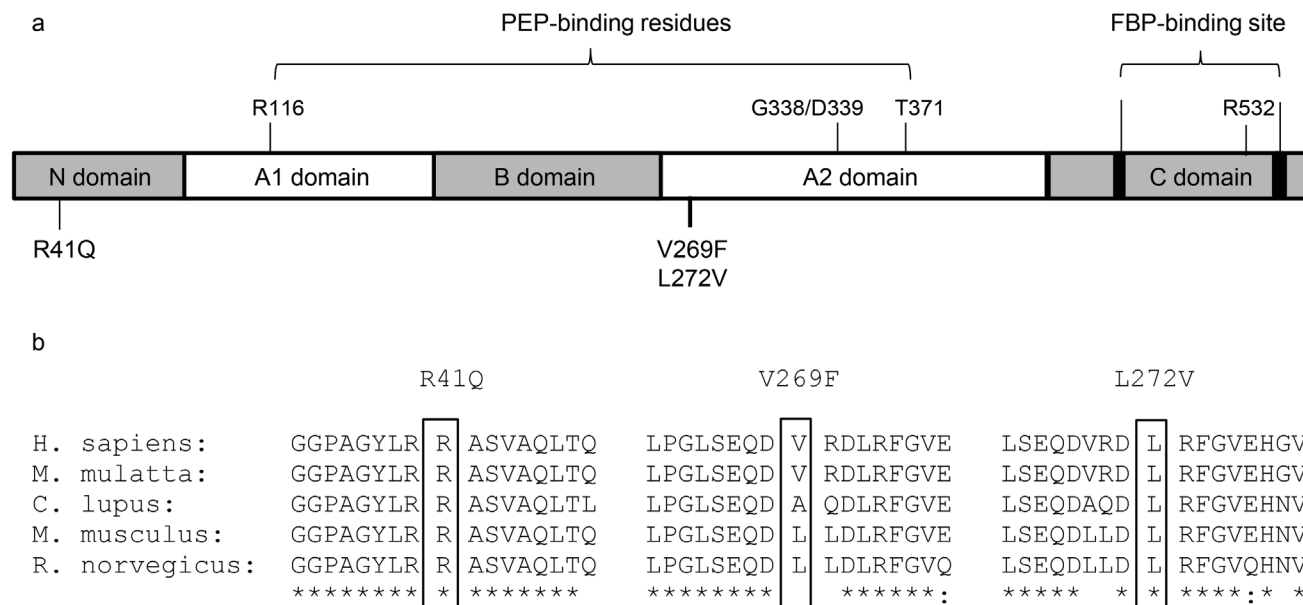 a
PEP-binding residues FBP-binding site
R116 G338/D339 T371 R532
N domain A1 domain B domain A2 domain C domain
R41Q V269F
L272V
b
R41Q V269F L272V
H. sapiens: GGPAGYLR R ASVAQLTQ LPGLSEQD V RDLRFGVE LSEQDVRD L RFGVEHGV
M. mulatta: GGPAGYLR R ASVAQLTQ LPGLSEQD V RDLRFGVE LSEQDVRD L RFGVEHGV
C. lupus: GGPAGYLR R ASVAQLTL LPGLSEQD A QDLRFGVE LSEQDAQD L RFGVEHNV
M. musculus: GGPAGYLR R ASVAQLTQ LPGLSEQD L LDLRFGVE LSEQDLLD L RFGVEHNV
R. norvegicus: GGPAGYLR R ASVAQLTQ LPGLSEQD L LDLRFGVQ LSEQDLLD L RFGVQHNV
******** * ******* ******** ******: ***** * * ****:* *